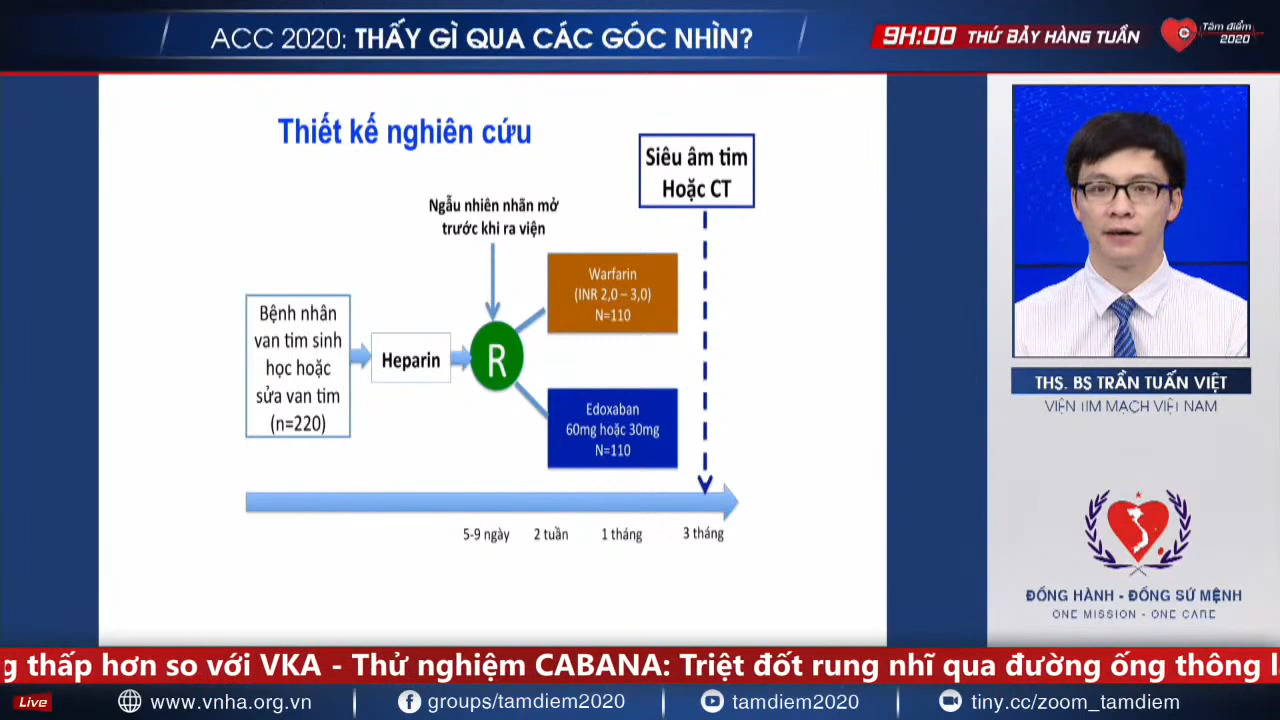 ACC 2020: THẤY GÌ QUA CÁC GÓC NHÌN?
9H:00 THỨ BẢY HÀNG TUẦN
Tâm điểm
2020
Thiết kế nghiên cứu
Siêu âm tim
Hoặc CT
Ngẫu nhiên nhãn mở
trước khi ra viện
Warfarin
(INR 2,0 – 3,0)
N=110
Bệnh nhân
van tim sinh
học hoặc
sửa van tim
(n=220)
Heparin
R
Edoxaban
60mg hoặc 30mg
N=110
5-9 ngày
2 tuần
1 tháng
3 tháng
THS. BS TRẦN TUẤN VIỆT
VIỆN TIM MẠCH VIỆT NAM
ĐỒNG HÀNH - ĐỒNG SỨ MỆNH
ONE MISSION - ONE CARE
g thấp hơn so với VKA - Thử nghiệm CABANA: Triệt đốt rung nhĩ qua đường ống thông l
Live
www.vnha.org.vn
groups/tamdiem2020
tamdiem2020
tiny.cc/zoom_tamdiem